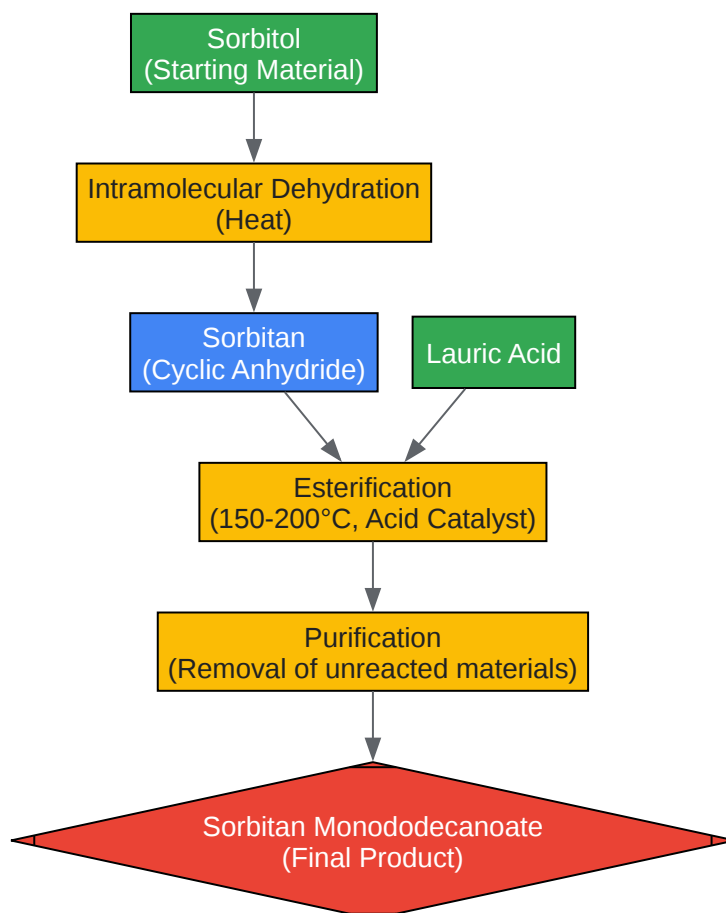 Sorbitol
(Starting Material)
Intramolecular Dehydration
(Heat)
Sorbitan
(Cyclic Anhydride)
Lauric Acid
Esterification
(150-200°C, Acid Catalyst)
Purification
(Removal of unreacted materials)
Sorbitan Monododecanoate
(Final Product)